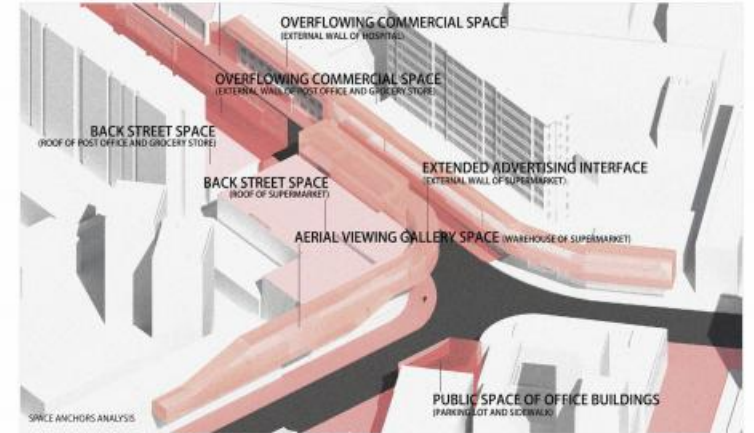 OVERFLOWING COMMERCIAL SPACE
(EXTERNAL WALL OF HOSPITAL)
OVERFLOWING COMMERCIAL SPACE
(EXTERNAL WALL OF POST OFFICE AND GROCERY STORE)
BACK STREET SPACE
(ROOF OF POST OFFICE AND GROCERY STORE)
EXTENDED ADVERTISING INTERFACE
(EXTERNAL WALL OF SUPERMARKET)
BACK STREET SPACE
(ROOF OF SUPERMARKET)
AERIAL VIEWING GALLERY SPACE (WAREHOUSE OF SUPERMARKET)
PUBLIC SPACE OF OFFICE BUILDINGS
(PARKING LOT AND SIDEWALK)
SPACE ANCHORS ANALYSIS